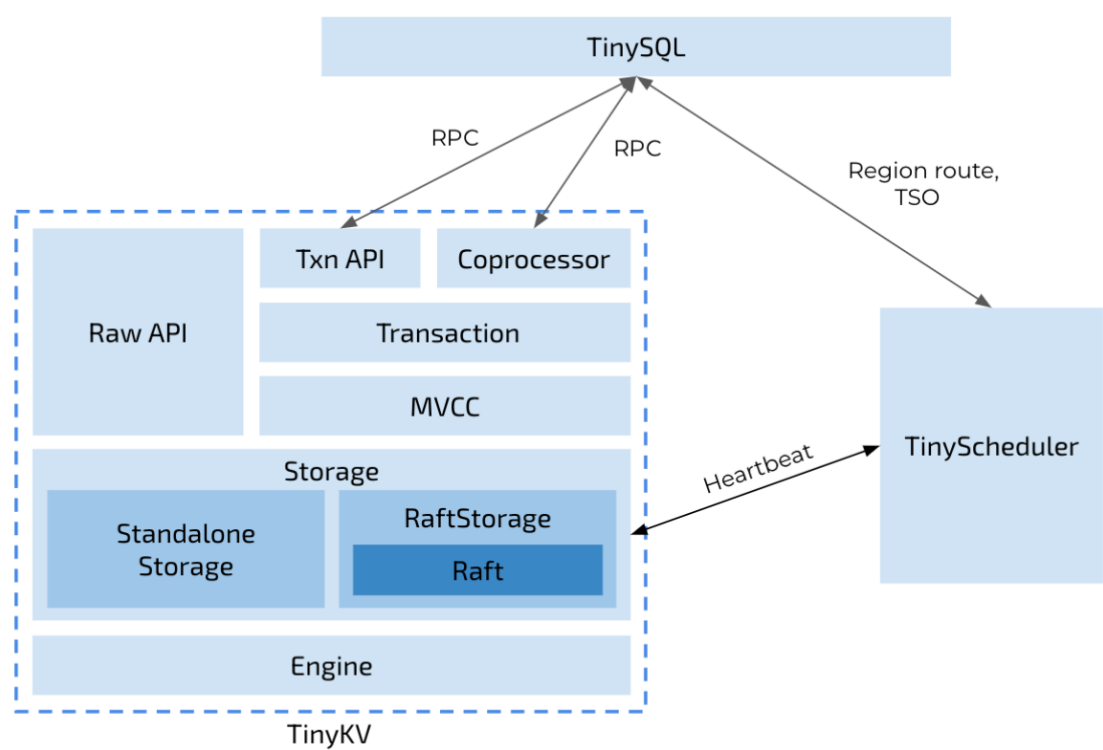 TinySQL
RPC
RPC
Region route,
TSO
Txn API
Coprocessor
Raw API
Transaction
MVCC
TinyScheduler
Heartbeat
Storage
Standalone
Storage
RaftStorage
Raft
Engine
TinyKV